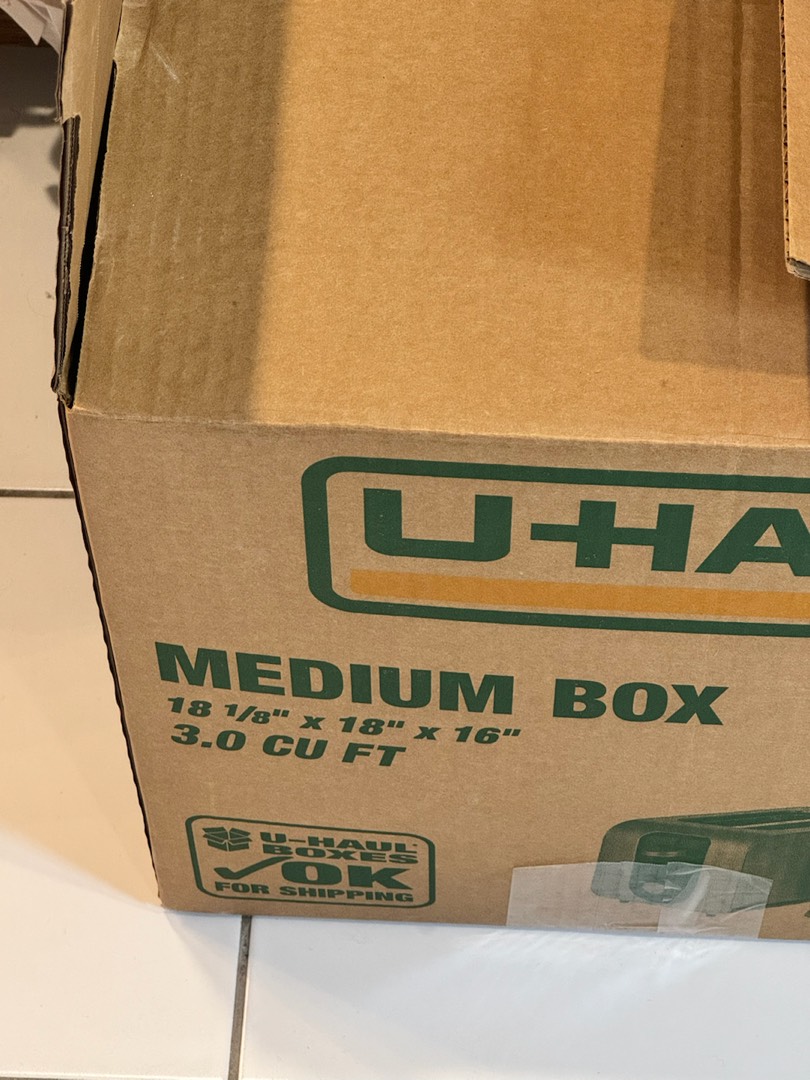 U-HA
MEDIUM BOX
18 1/8" x 18" x 16"
3.0 CU FT
U-HAUL
BOXES
✓OK
FOR SHIPPING